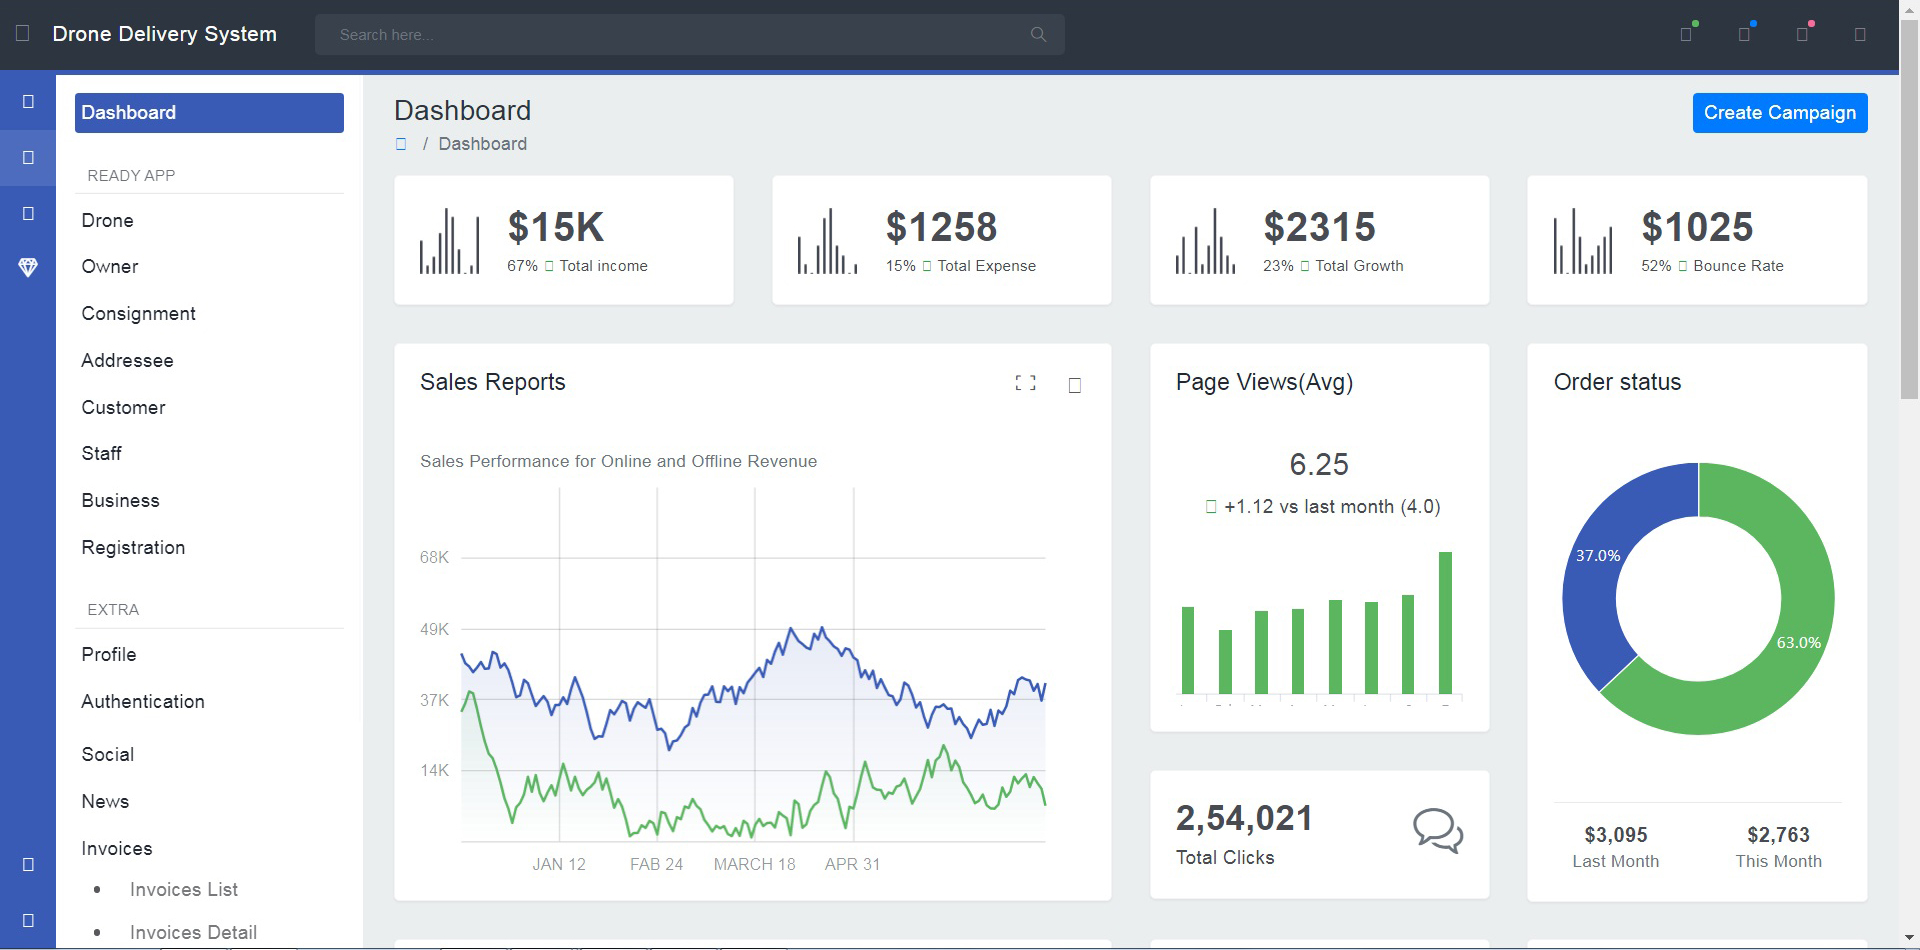 Drone Delivery System
Search here...
Dashboard
READY APP
Drone
Owner
Consignment
Addressee
Customer
Staff
Business
Registration
EXTRA
Profile
Authentication
Social
News
Invoices
• Invoices List
• Invoices Detail
Dashboard
/ Dashboard
Create Campaign
$15K
67% Total income
$1258
15% Total Expense
$2315
23% Total Growth
$1025
52% Bounce Rate
Sales Reports
Sales Performance for Online and Offline Revenue
68K
49K
37K
14K
JAN 12 FAB 24 MARCH 18 APR 31
Page Views(Avg)
6.25
+1.12 vs last month (4.0)
2,54,021
Total Clicks
Order status
37.0%
63.0%
$3,095
Last Month
$2,763
This Month